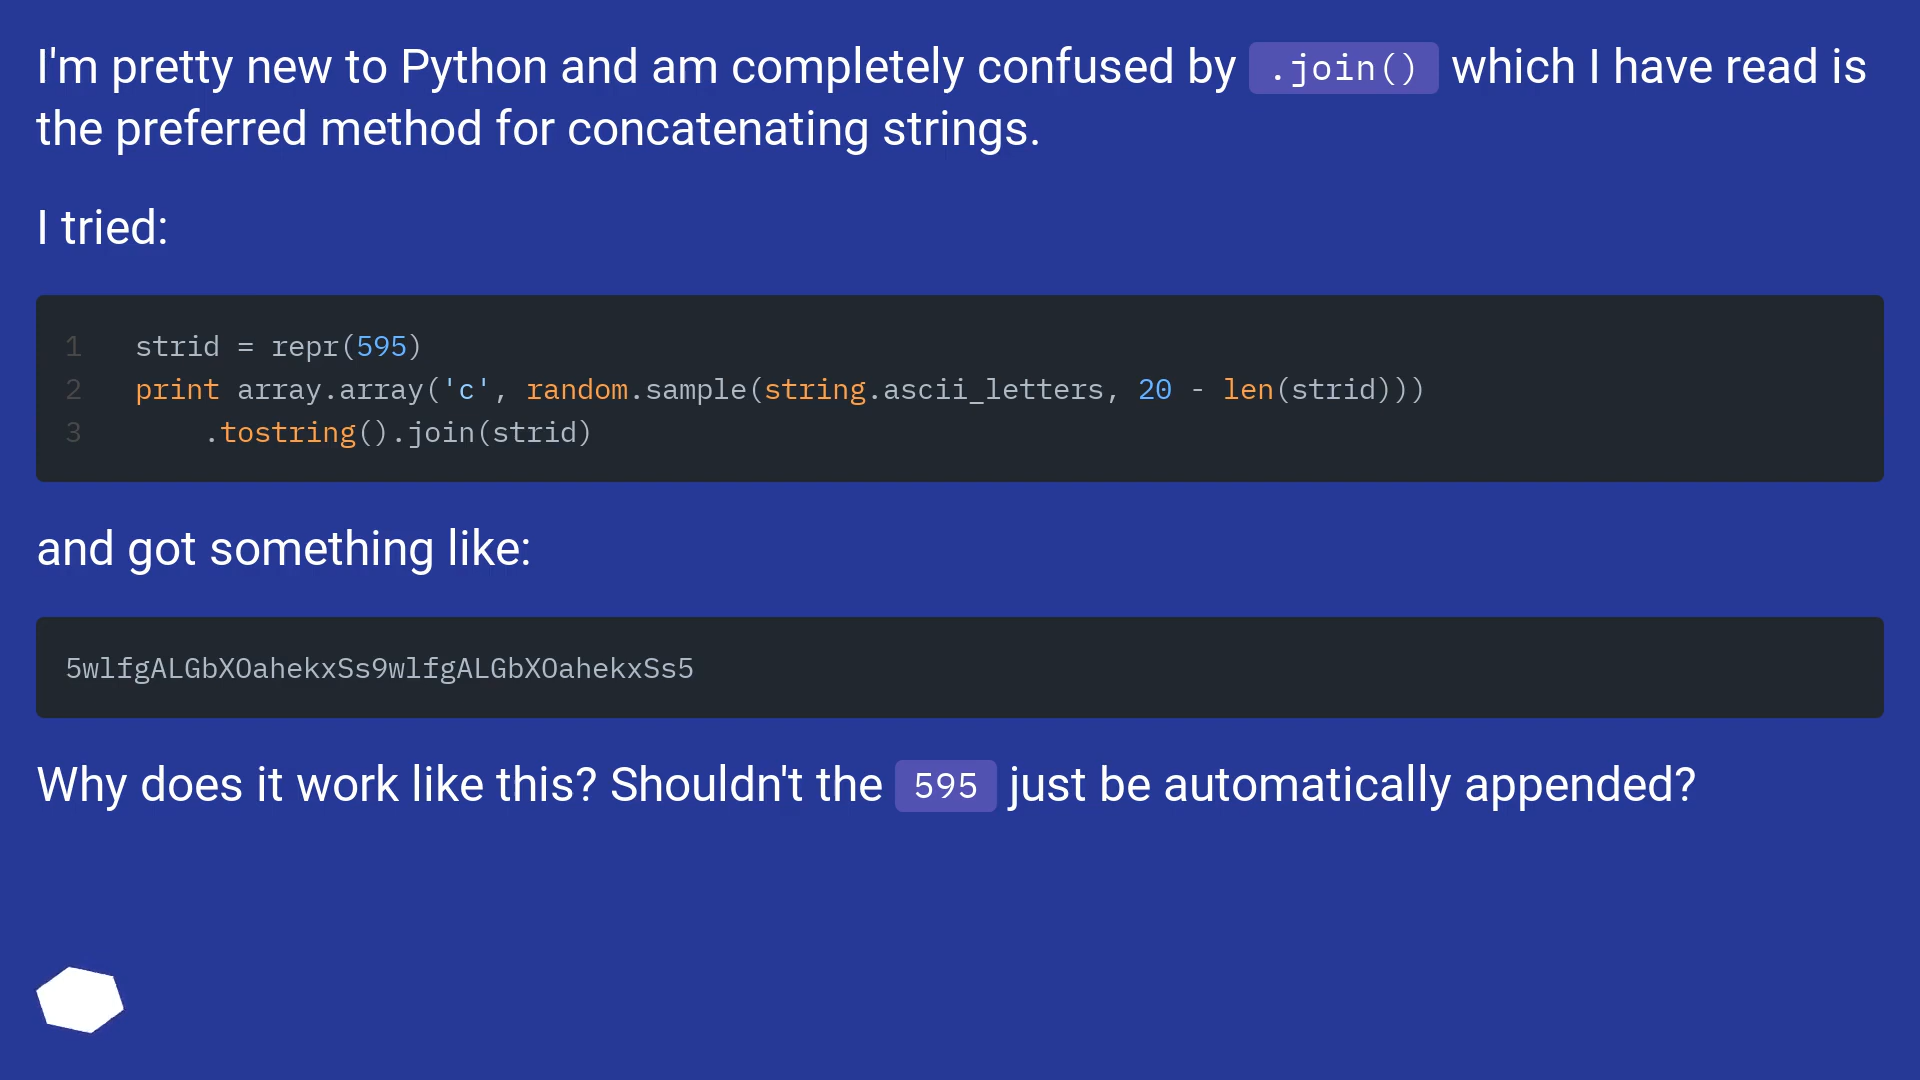 I'm pretty new to Python and am completely confused by .join() which I have read is
the preferred method for concatenating strings.
I tried:
1 strid = repr(595)
2 print array.array('c', random.sample(string.ascii_letters, 20 - len(strid)))
3     .tostring().join(strid)
and got something like:
5wlfgALGbXOahekxSs9wlfgALGbXOahekxSs5
Why does it work like this? Shouldn't the 595 just be automatically appended?